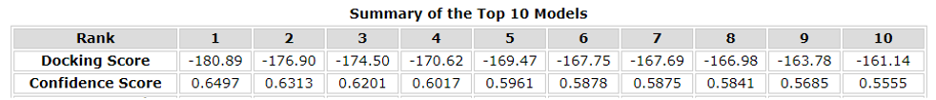 Summary of the Top 10 Models
Rank 1 2 3 4 5 6 7 8 9 10
Docking Score -180.89 -176.90 -174.50 -170.62 -169.47 -167.75 -167.69 -166.98 -163.78 -161.14
Confidence Score 0.6497 0.6313 0.6201 0.6017 0.5961 0.5878 0.5875 0.5841 0.5685 0.5555